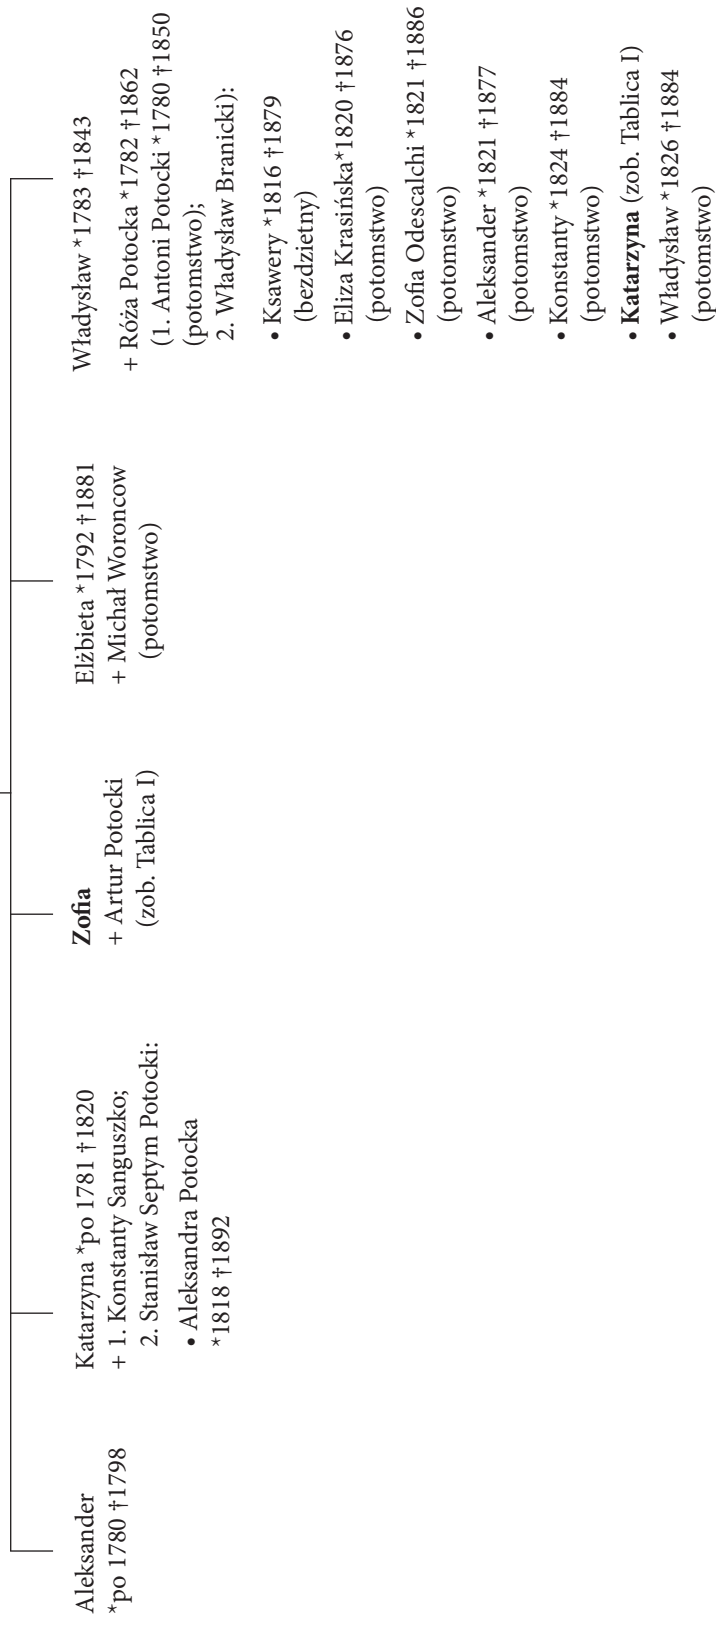 Aleksander
*po 1780 †1798
Katarzyna *po 1781 †1820
+ 1. Konstanty Sanguszko;
2. Stanisław Septym Potocki:
• Aleksandra Potocka
*1818 †1892
Zofia
+ Artur Potocki
(zob. Tablica I)
Elżbieta *1792 †1881
+ Michał Woroncow
(potomstwo)
Władysław *1783 †1843
+ Róża Potocka *1782 †1862
(1. Antoni Potocki *1780 †1850
(potomstwo);
2. Władysław Branicki):
• Ksawery *1816 †1879
(bezdzietny)
• Eliza Krasińska*1820 †1876
(potomstwo)
• Zofia Odescalchi *1821 †1886
(potomstwo)
• Aleksander *1821 †1877
(potomstwo)
• Konstanty *1824 †1884
(potomstwo)
• Katarzyna (zob. Tablica I)
• Władysław *1826 †1884
(potomstwo)